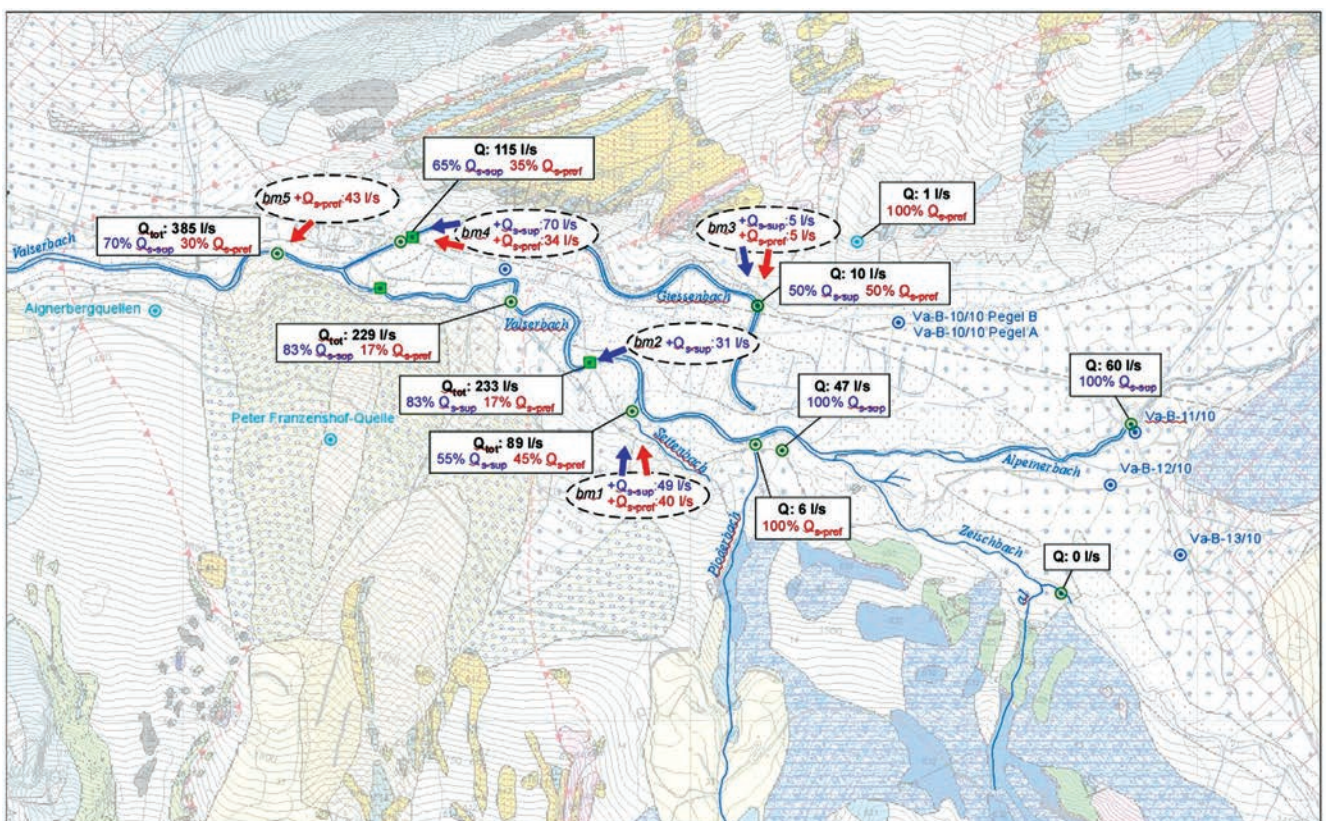 Q: 115 l/s
65% Qs-sup 35% Qs-pref
bm5 +Qs-pref:43 l/s
Q: 1 l/s
100% Qs-pref
Qtot: 385 l/s
70% Qs-sup 30% Qs-pref
bm4 +Qs-sup:70 l/s
+Qs-pref:34 l/s
bm3 +Qs-sup:5 l/s
+Qs-pref:5 l/s
Valserbach
Q: 10 l/s
50% Qs-sup 50% Qs-pref
Giessenbach
Aignerbergquellen
Va-B-10/10 Pegel B
Va-B-10/10 Pegel A
Valserbach
Qtot: 229 l/s
83% Qs-sup 17% Qs-pref
bm2 +Qs-sup:31 l/s
Qtot: 233 l/s
83% Qs-sup 17% Qs-pref
Q: 47 l/s
100% Qs-sup
Q: 60 l/s
100% Qs-sup
Va-B-11/10
Peter Franzenshof-Quelle
Qtot: 89 l/s
55% Qs-sup 45% Qs-pref
Seitenbach
Alpeinerbach
Va-B-12/10
bm1 +Qs-sup:49 l/s
+Qs-pref:40 l/s
Q: 6 l/s
100% Qs-pref
Zeischbach
Va-B-13/10
Ploderbach
Q: 0 l/s